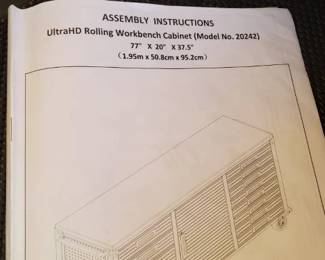 ASSEMBLY INSTRUCTIONS
UltraHD Rolling Workbench Cabinet (Model No. 20242)
77" X 20" X 37.5"
(1.95m x 50.8cm x 95.2cm)